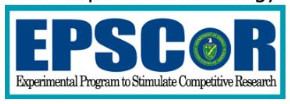 EPSCoR
Experimental Program to Stimulate Competitive Research